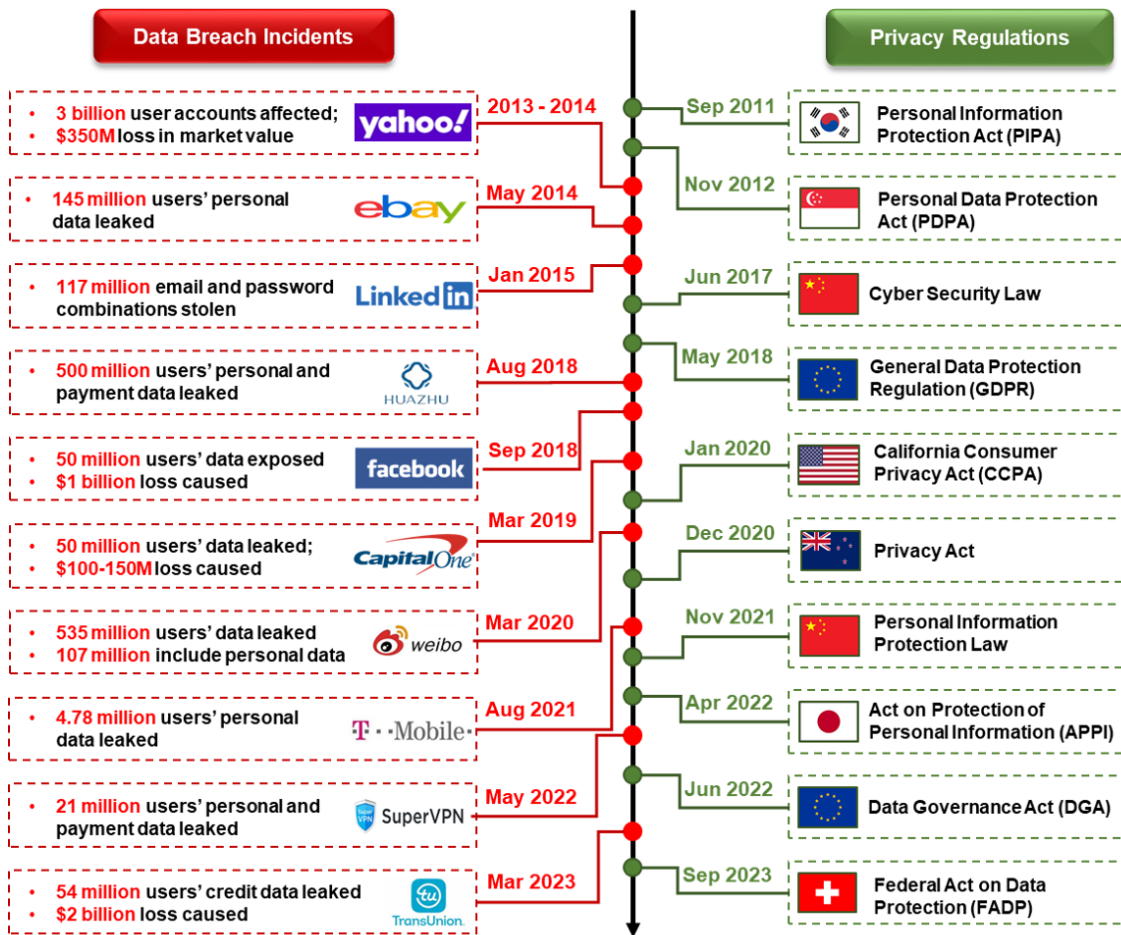 Data Breach Incidents
Privacy Regulations
• 3 billion user accounts affected;
• $350M loss in market value
yahoo!
2013 - 2014
Sep 2011
Personal Information
Protection Act (PIPA)
• 145 million users' personal
data leaked
ebay
May 2014
Nov 2012
Personal Data Protection
Act (PDPA)
• 117 million email and password
combinations stolen
Linked in
Jan 2015
Jun 2017
Cyber Security Law
• 500 million users' personal and
payment data leaked
HUAZHU
Aug 2018
May 2018
General Data Protection
Regulation (GDPR)
• 50 million users' data exposed
• $1 billion loss caused
facebook
Sep 2018
Jan 2020
California Consumer
Privacy Act (CCPA)
• 50 million users' data leaked;
• $100-150M loss caused
Capital One
Mar 2019
Dec 2020
Privacy Act
• 535 million users' data leaked
• 107 million include personal data
weibo
Mar 2020
Nov 2021
Personal Information
Protection Law
• 4.78 million users' personal
data leaked
T··Mobile·
Aug 2021
Apr 2022
Act on Protection of
Personal Information (APPI)
• 21 million users' personal and
payment data leaked
Super
VPN
SuperVPN
May 2022
Jun 2022
Data Governance Act (DGA)
• 54 million users' credit data leaked
• $2 billion loss caused
tu
TransUnion
Mar 2023
Sep 2023
Federal Act on Data
Protection (FADP)